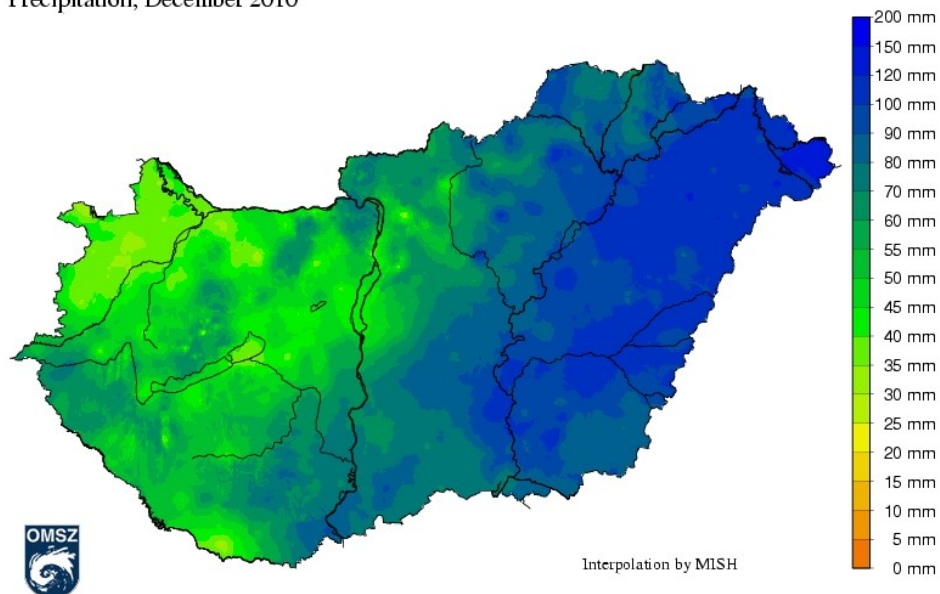 Precipitation, December 2010
200 mm
150 mm
120 mm
100 mm
90 mm
80 mm
70 mm
60 mm
55 mm
50 mm
45 mm
40 mm
35 mm
30 mm
25 mm
20 mm
15 mm
10 mm
5 mm
0 mm
OMSZ
Interpolation by MISH